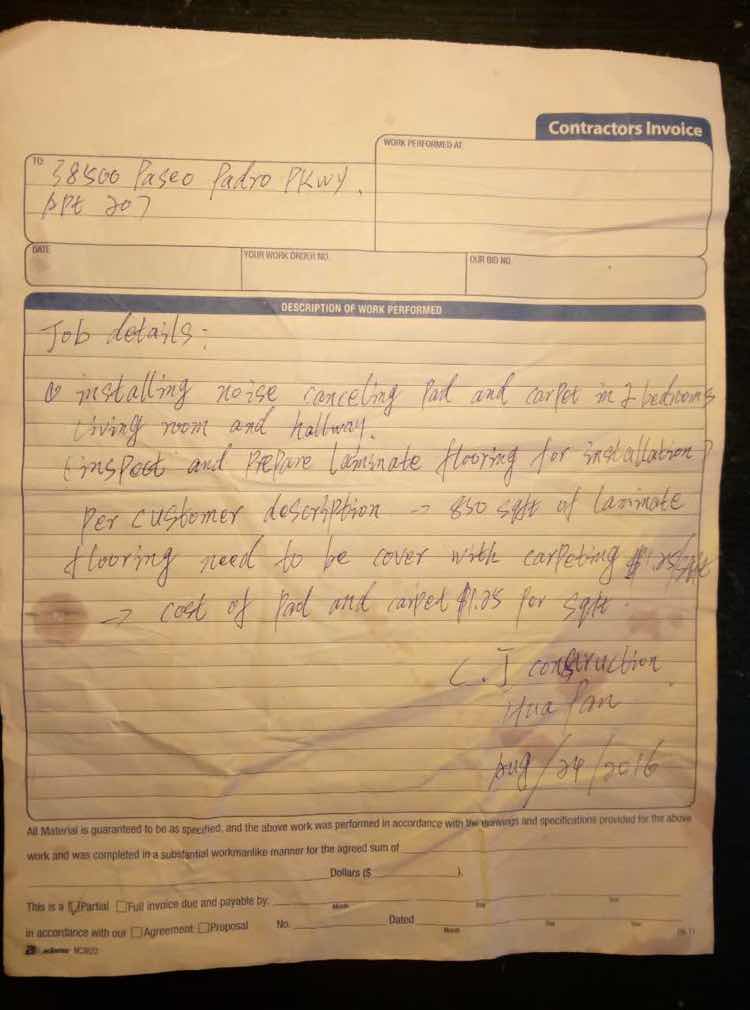 Contractors Invoice
TO
38500 Paseo Padro PKWY,
Apt 207
WORK PERFORMED AT
DATE
YOUR WORK ORDER NO.
OUR BID NO.
DESCRIPTION OF WORK PERFORMED
Job details:
installing noise canceling Pad and carpet in 2 bedrooms
Living room and hallway.
(inspect and prepare laminate flooring for installation)
Per customer description → 850 sqft of laminate
flooring need to be cover with carpeting $1.25/sqft
→ cost of Pad and carped $1.25 per sqft.
C.J construction
Hua Pan
Aug/24/2016
All Material is guaranteed to be as specified, and the above work was performed in accordance with the drawings and specifications provided for the above
work and was completed in a substantial workmanlike manner for the agreed sum of
Dollars ($ ).
This is a Partial Full invoice due and payable by:
Month Day Year
in accordance with our Agreement Proposal No. Dated
Month Day Year
adams NC3822